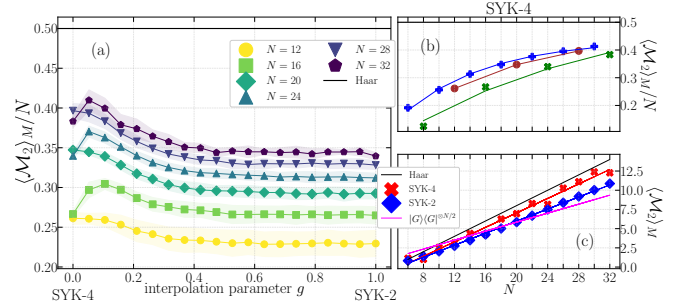 SYK-4
(a)
N = 12
N = 16
N = 20
N = 24
N = 28
N = 32
Haar
⟨M₂⟩_M/N
0.50
0.45
0.40
0.35
0.30
0.25
0.20
0.0
0.2
0.4
0.6
0.8
1.0
SYK-4
interpolation parameter g
SYK-2
(b)
0.5
0.4
0.3
0.2
⟨M₂⟩_M/N
Haar
SYK-4
SYK-2
|G⟩⟨G|^⊗N/2
(c)
12.5
10.0
7.5
5.0
2.5
0.0
⟨M₂⟩_M
8
12
16
20
24
28
32
N